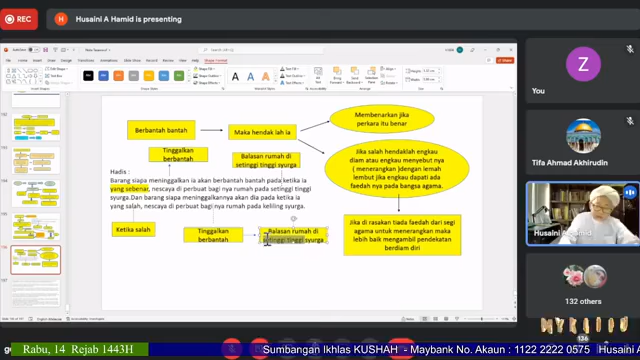 REC
H
Husaini A Hamid is presenting
Shape Format
Berbantah bantah
Maka hendak lah ia
Membenarkan jika
perkara itu benar
Tinggalkan
berbantah
Balasan rumah di
setinggi tinggi syurga
Jika salah hendaklah engkau
diam atau engkau menyebut nya
( menerangkan )dengan lemah
lembut jika engkau dapati ada
faedah nya pada bangsa agama.
Hadis :
Barang siapa meninggalkan ia akan berbantah bantah pada ketika ia
yang sebenar, nescaya di perbuat bagi nya rumah pada setinggi tinggi
syurga.Dan barang siapa meninggalkannya akan dia pada ketika ia
yang salah, nescaya di perbuat bagi nya rumah pada keliling syurga.
Ketika salah
Tinggalkan
berbantah
Balasan rumah di
setinggi tinggi syurga
Jika di rasakan tiada faedah dari segi
agama untuk menerangkan maka
lebih baik mengambil pendekatan
berdiam diri
Z
You
Tifa Ahmad Akhirudin
Husaini A Hamid
132 others
136
Rabu, 14 Rejab 1443H
Sumbangan Ikhlas KUSHAH - Maybank No. Akaun : 1122 2222 0575 Husaini A